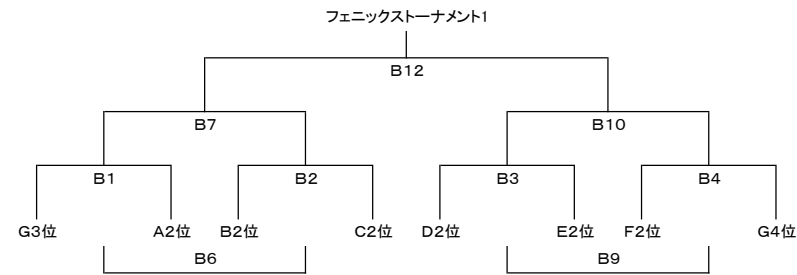 フェニックストーナメント1
B12
B7 B10
B1 B2 B3 B4
G3位 A2位 B2位 C2位 D2位 E2位 F2位 G4位
B6 B9